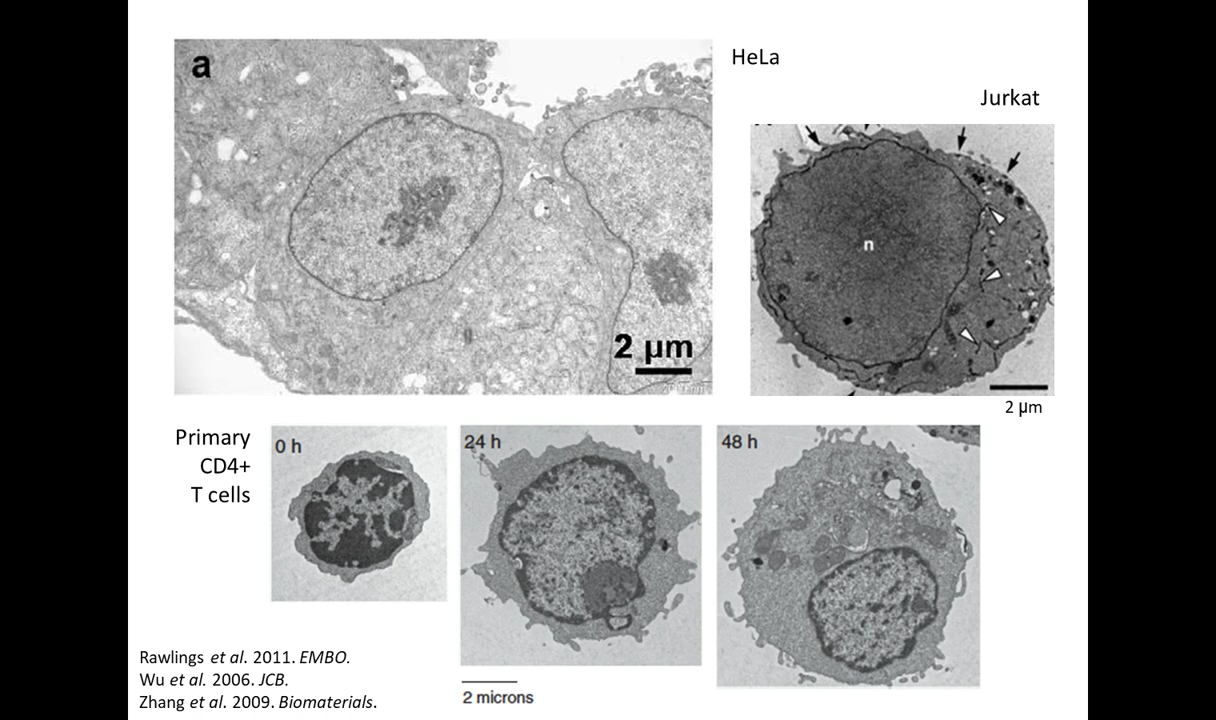 a
HeLa
Jurkat
n
2 µm
2 µm
Primary
CD4+
T cells
0 h
24 h
48 h
Rawlings et al. 2011. EMBO.
Wu et al. 2006. JCB.
Zhang et al. 2009. Biomaterials.
2 microns